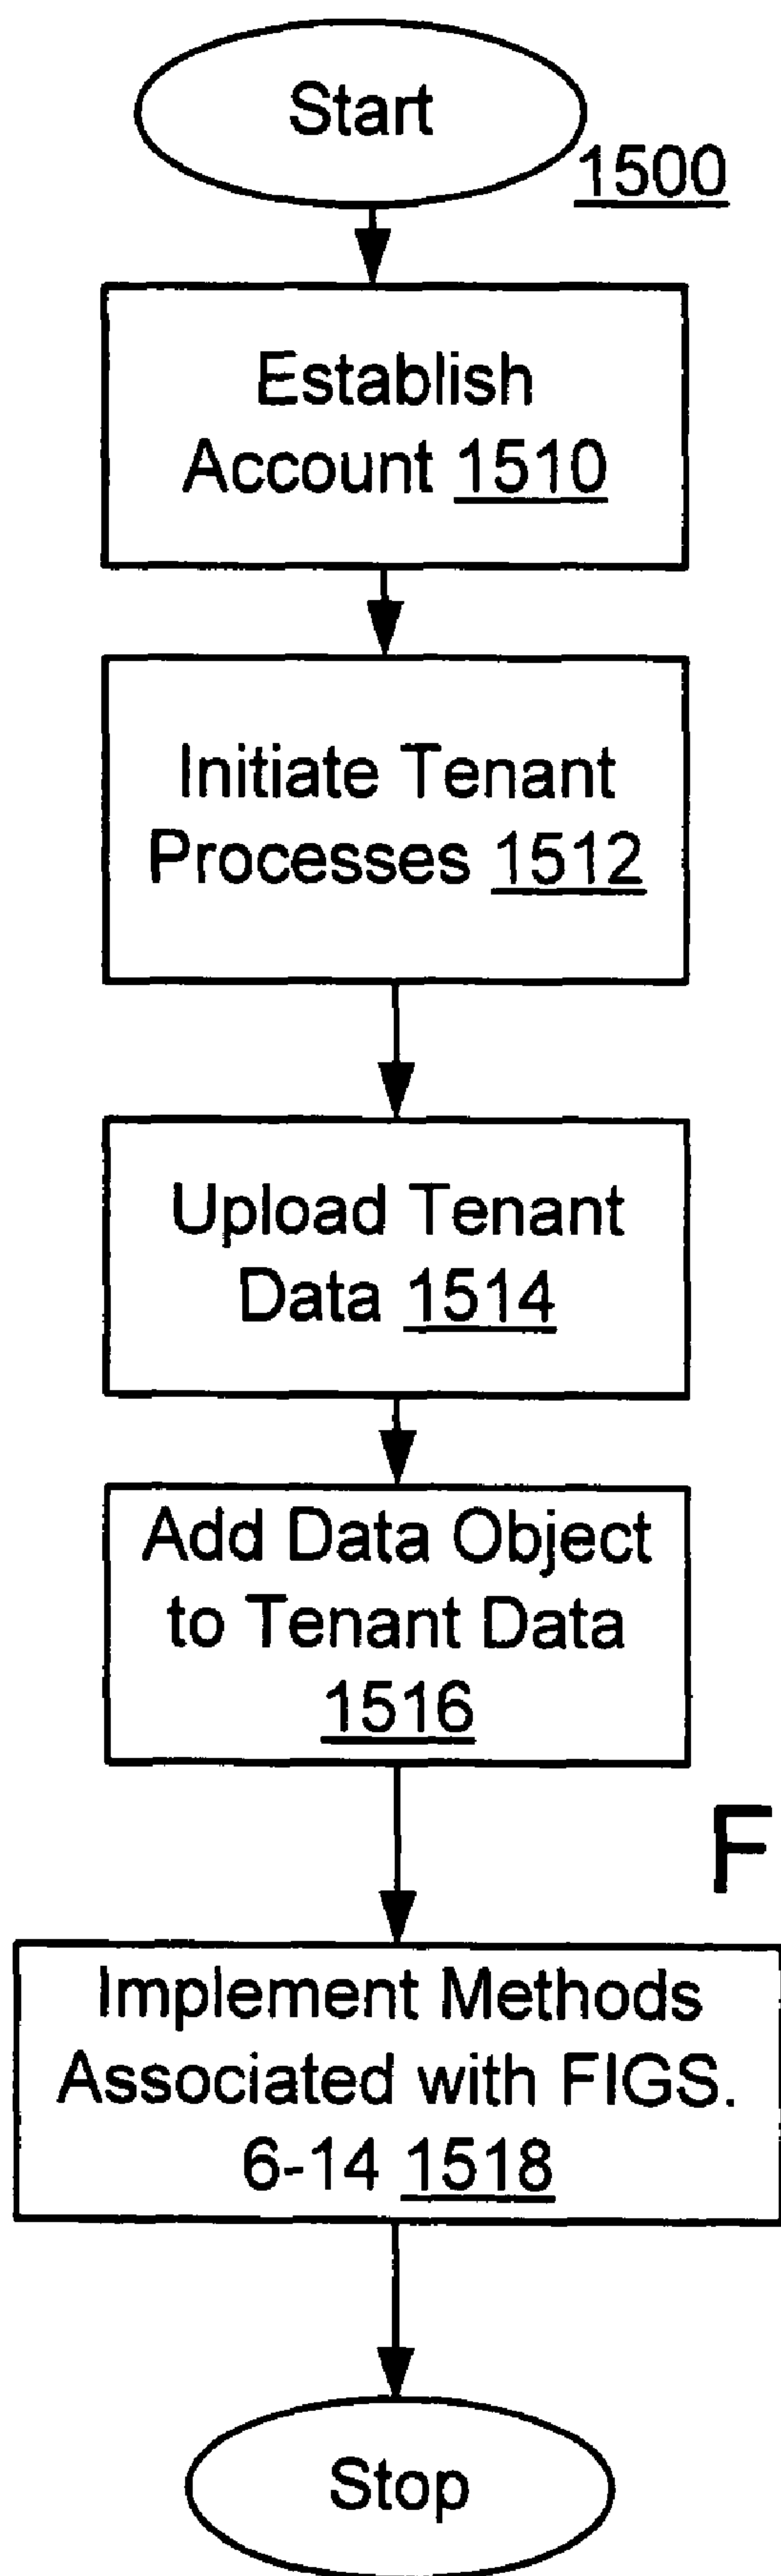 Start
1500
Establish
Account 1510
Initiate Tenant
Processes 1512
Upload Tenant
Data 1514
Add Data Object
to Tenant Data
1516
F
Implement Methods
Associated with FIGS.
6-14 1518
Stop